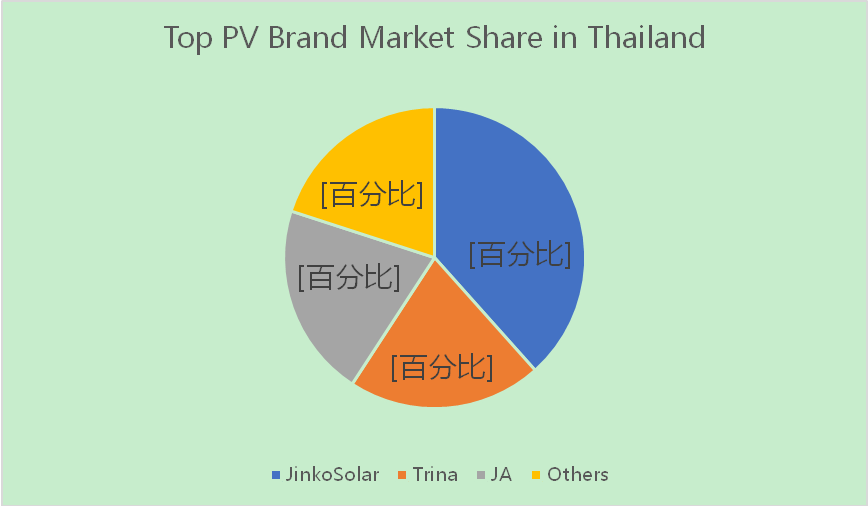 Top PV Brand Market Share in Thailand
[百分比]
[百分比]
[百分比]
[百分比]
JinkoSolar Trina JA Others